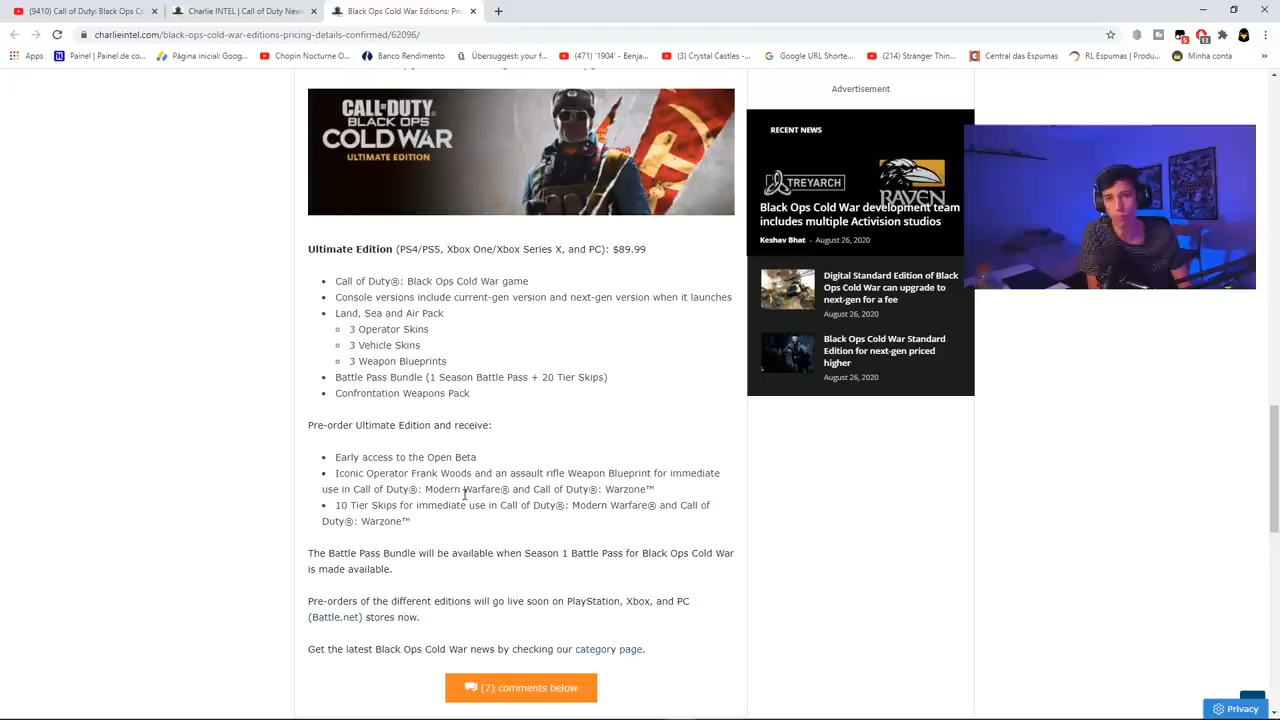 (9410) Call of Duty: Black Ops Co
Charlie INTEL | Call of Duty News
Black Ops Cold War Editions: Pric
charlieintel.com/black-ops-cold-war-editions-pricing-details-confirmed/62096/
Apps
Painel | Painel de co...
Página inicial: Goog...
Chopin Nocturne O...
Banco Rendimento
Übersuggest: your f...
(471) '1904' - Benja...
(3) Crystal Castles -...
Google URL Shorte...
(214) Stranger Thin...
Central das Espumas
RL Espumas | Produ...
Minha conta
CALL OF DUTY
BLACK OPS
COLD WAR
ULTIMATE EDITION
Ultimate Edition (PS4/PS5, Xbox One/Xbox Series X, and PC): $89.99
Call of Duty®: Black Ops Cold War game
Console versions include current-gen version and next-gen version when it launches
Land, Sea and Air Pack
3 Operator Skins
3 Vehicle Skins
3 Weapon Blueprints
Battle Pass Bundle (1 Season Battle Pass + 20 Tier Skips)
Confrontation Weapons Pack
Pre-order Ultimate Edition and receive:
Early access to the Open Beta
Iconic Operator Frank Woods and an assault rifle Weapon Blueprint for immediate
use in Call of Duty®: Modern Warfare® and Call of Duty®: Warzone™
10 Tier Skips for immediate use in Call of Duty®: Modern Warfare® and Call of
Duty®: Warzone™
The Battle Pass Bundle will be available when Season 1 Battle Pass for Black Ops Cold War
is made available.
Pre-orders of the different editions will go live soon on PlayStation, Xbox, and PC
(Battle.net) stores now.
Get the latest Black Ops Cold War news by checking our category page.
(7) comments below
Advertisement
RECENT NEWS
TREYARCH
RAVEN
Black Ops Cold War development team
includes multiple Activision studios
Keshav Bhat - August 26, 2020
Digital Standard Edition of Black
Ops Cold War can upgrade to
next-gen for a fee
August 26, 2020
Black Ops Cold War Standard
Edition for next-gen priced
higher
August 26, 2020
Privacy